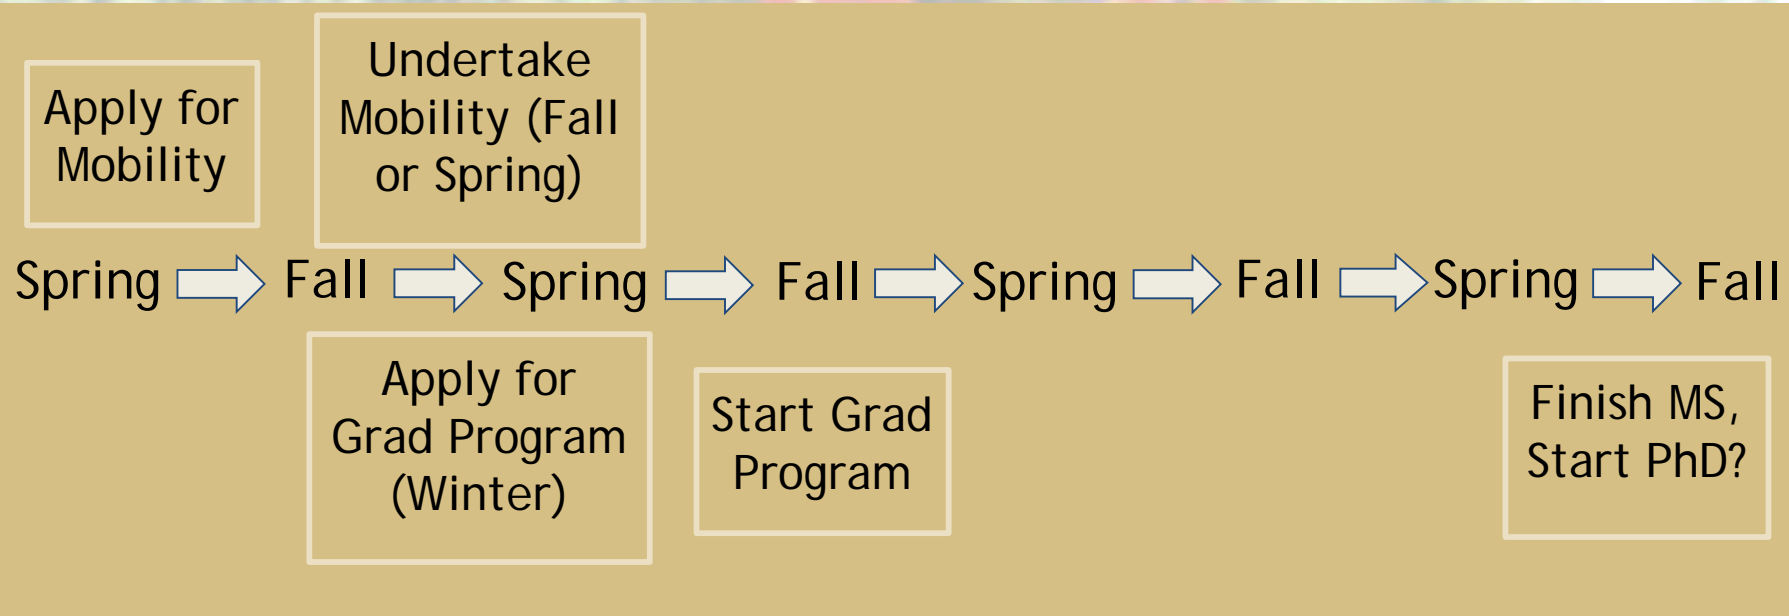 Apply for
Mobility
Undertake
Mobility (Fall
or Spring)
Spring Fall Spring Fall Spring Fall Spring Fall
Apply for
Grad Program
(Winter)
Start Grad
Program
Finish MS,
Start PhD?